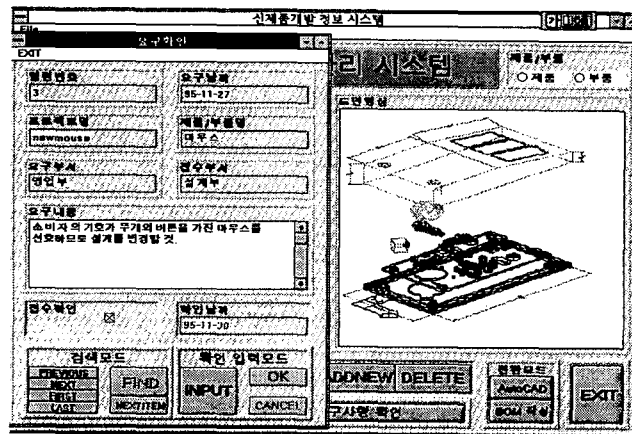 신제품개발 정보 시스템
File
요구확인
EXIT
일련번호
3
요구날짜
95-11-27
프로젝트명
newmouse
제품/부품명
마우스
요구부서
영업부
접수부서
설계부
요구내용
소비자의 기호가 두개의 버튼을 가진 마우스를
선호하므로 설계를 변경할 것.
접수확인
확인날짜
95-11-30
검색모드
PREVIOUS
NEXT
FIRST
LAST
FIND
NEXTITEM
확인 입력모드
INPUT
OK
CANCEL
리 시스템
제품/부품
제품
부품
ADDNEW
DELETE
구사항 확인
전환모드
AutoCAD
BOM 작성
EXIT